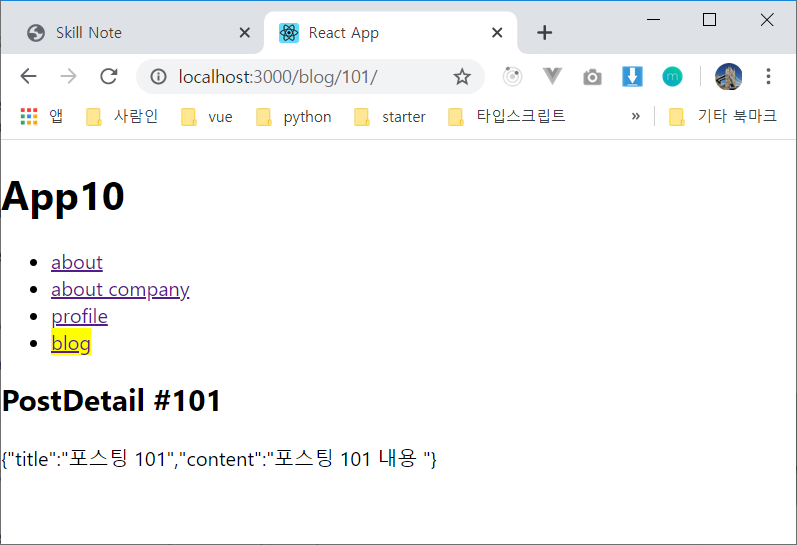 Skill Note
React App
localhost:3000/blog/101/
앱 사람인 vue python starter 타입스크립트 » 기타 북마크
App10
about
about company
profile
blog
PostDetail #101
{"title":"포스팅 101","content":"포스팅 101 내용 "}